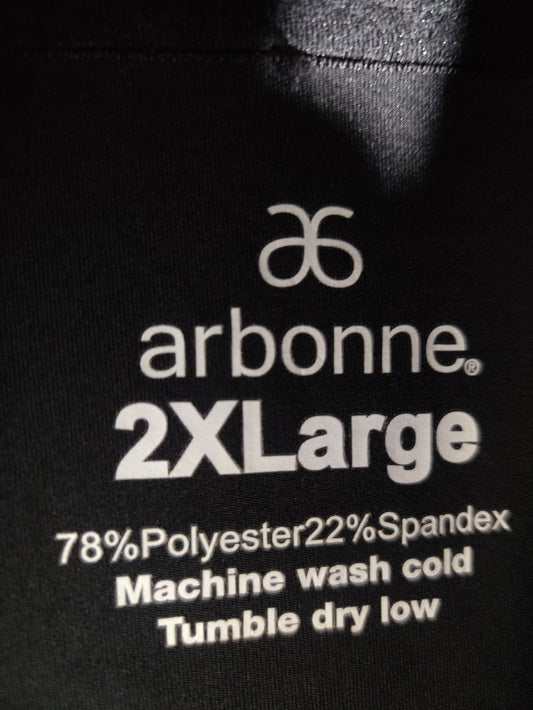 arbonne®
2XLarge
78%Polyester22%Spandex
Machine wash cold
Tumble dry low